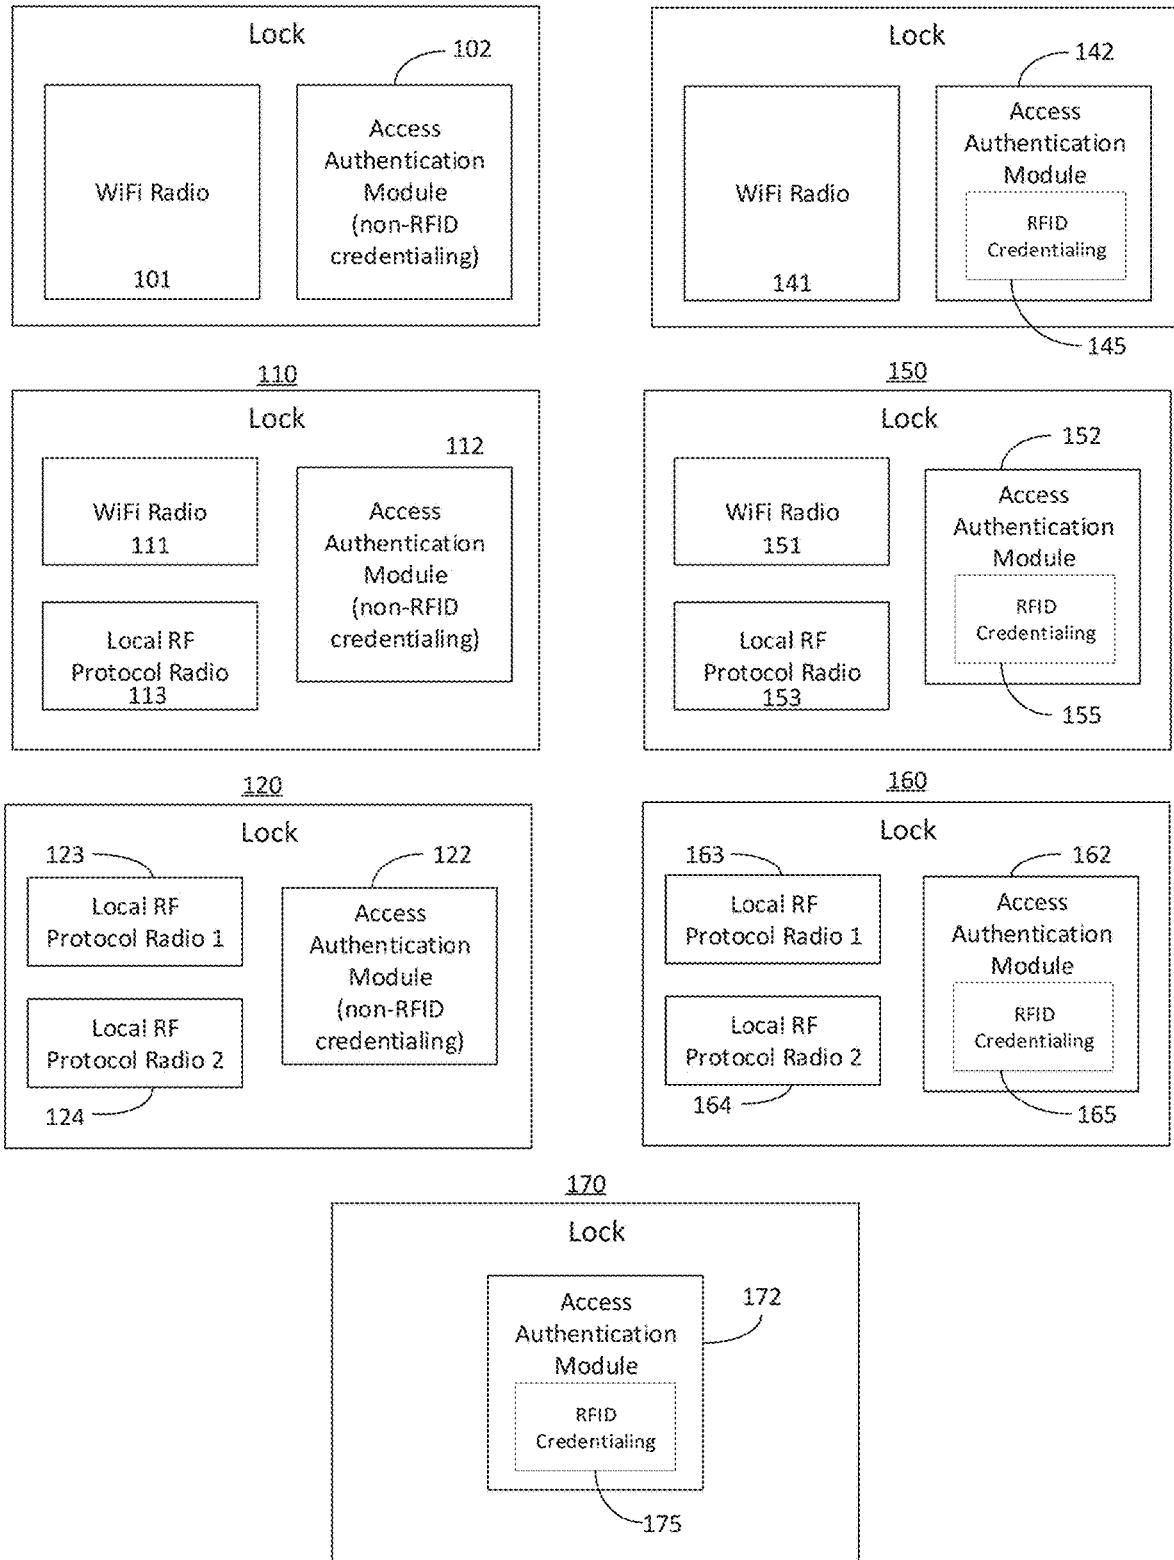 Lock
102
WiFi Radio
101
Access
Authentication
Module
(non-RFID
credentialing)
Lock
142
WiFi Radio
141
Access
Authentication
Module
RFID
Credentialing
145
110
Lock
112
WiFi Radio
111
Local RF
Protocol Radio
113
Access
Authentication
Module
(non-RFID
credentialing)
150
Lock
152
WiFi Radio
151
Local RF
Protocol Radio
153
Access
Authentication
Module
RFID
Credentialing
155
120
Lock
123
122
Local RF
Protocol Radio 1
Local RF
Protocol Radio 2
124
Access
Authentication
Module
(non-RFID
credentialing)
160
Lock
163
162
Local RF
Protocol Radio 1
Local RF
Protocol Radio 2
164
Access
Authentication
Module
RFID
Credentialing
165
170
Lock
172
Access
Authentication
Module
RFID
Credentialing
175